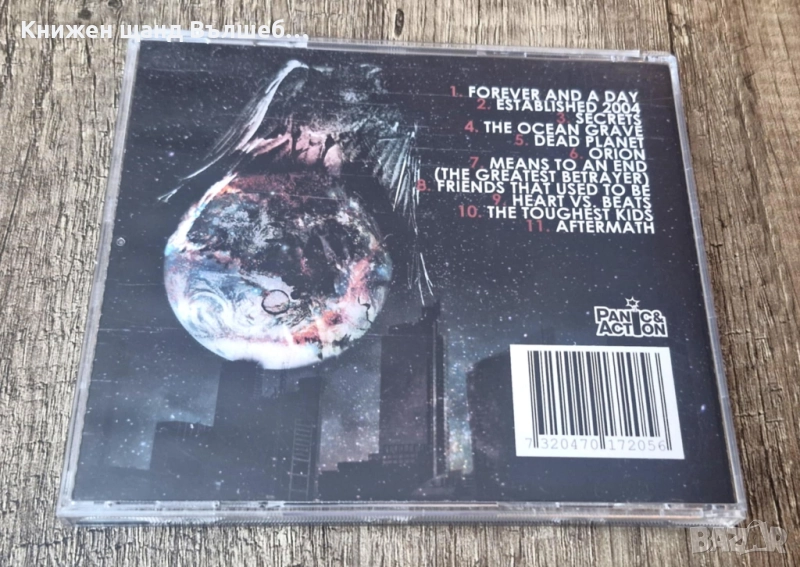 Книжен щанд Вълшеб...
1. FOREVER AND A DAY
2. ESTABLISHED 2004
3. SECRETS
4. THE OCEAN GRAVE
5. DEAD PLANET
6. ORION
7. MEANS TO AN END
(THE GREATEST BETRAYER)
8. FRIENDS THAT USED TO BE
9. HEART VS. BEATS
10. THE TOUGHEST KIDS
11. AFTERMATH
PANIC&
ACTION
7 320470 172056
BAZAR